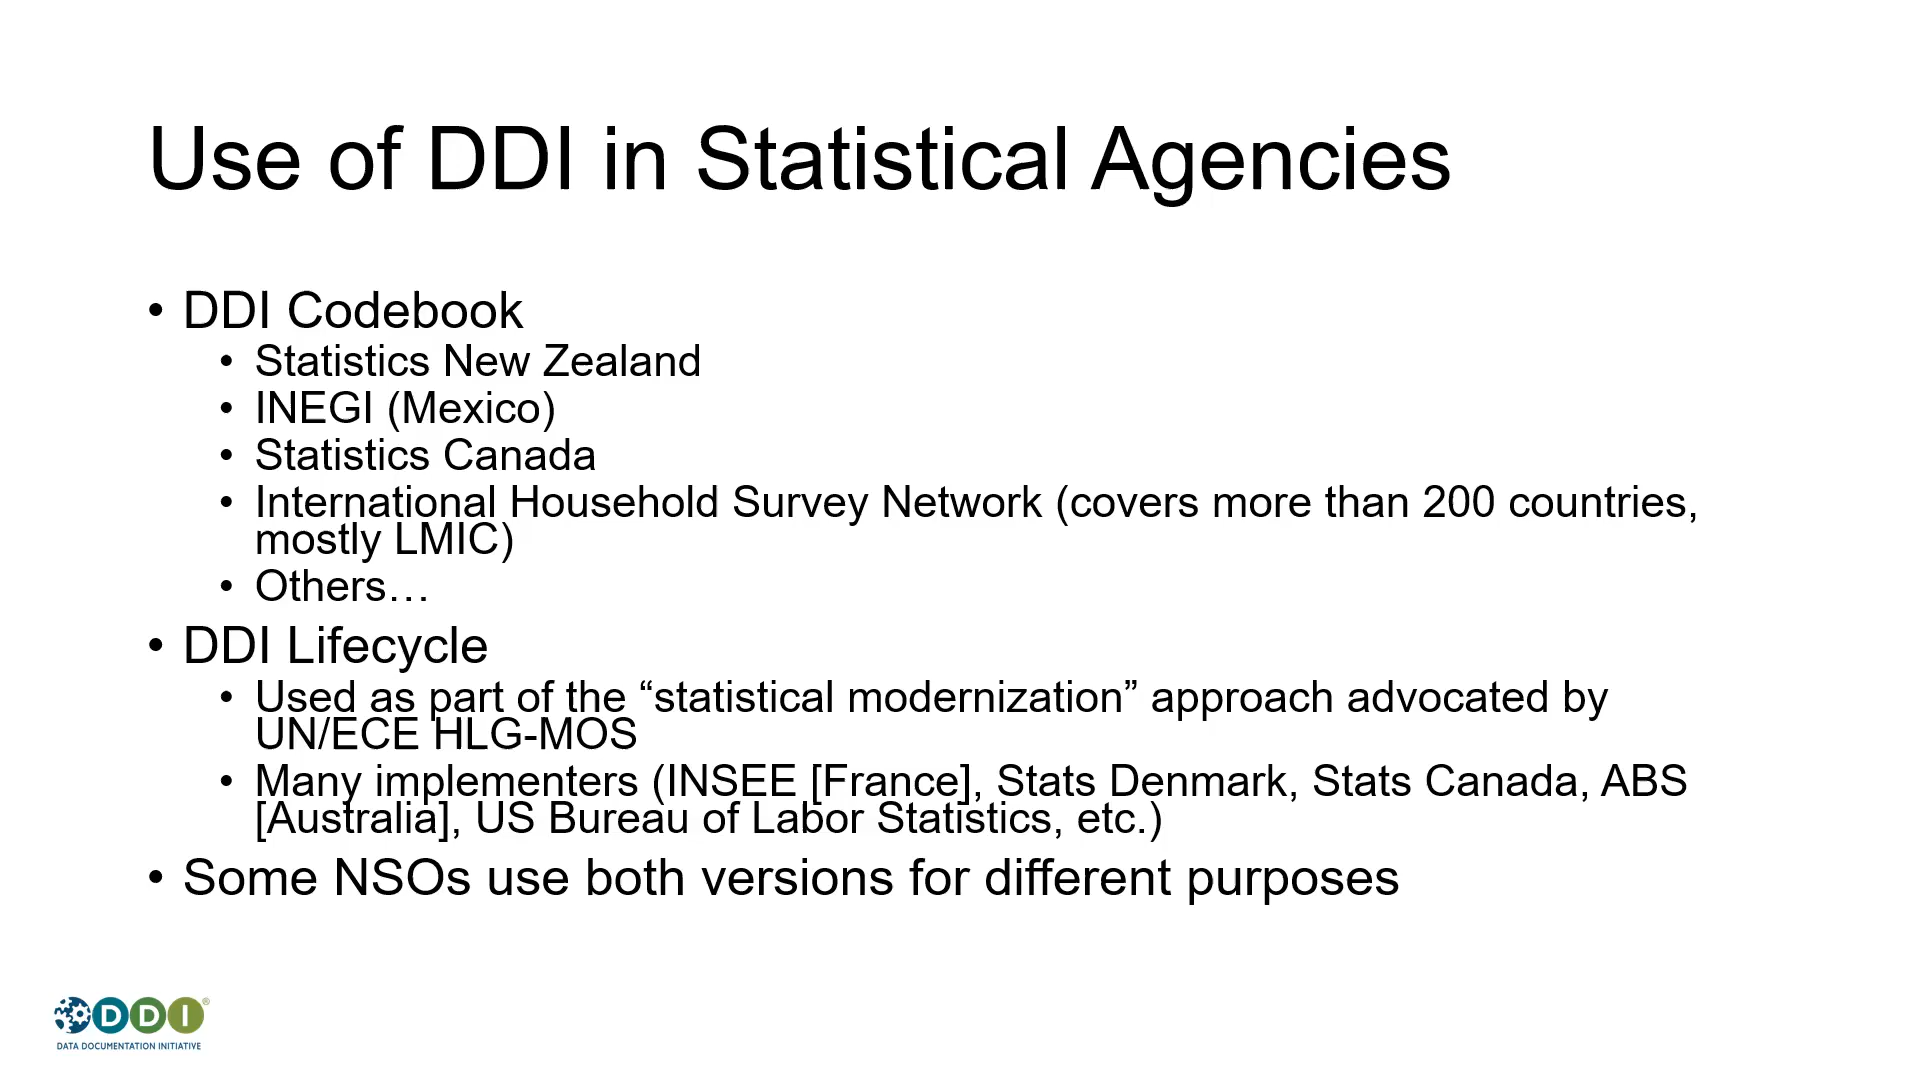 Use of DDI in Statistical Agencies
• DDI Codebook
• Statistics New Zealand
• INEGI (Mexico)
• Statistics Canada
• International Household Survey Network (covers more than 200 countries,
mostly LMIC)
• Others…
• DDI Lifecycle
• Used as part of the “statistical modernization” approach advocated by
UN/ECE HLG-MOS
• Many implementers (INSEE [France], Stats Denmark, Stats Canada, ABS
[Australia], US Bureau of Labor Statistics, etc.)
• Some NSOs use both versions for different purposes
DDI®
DATA DOCUMENTATION INITIATIVE